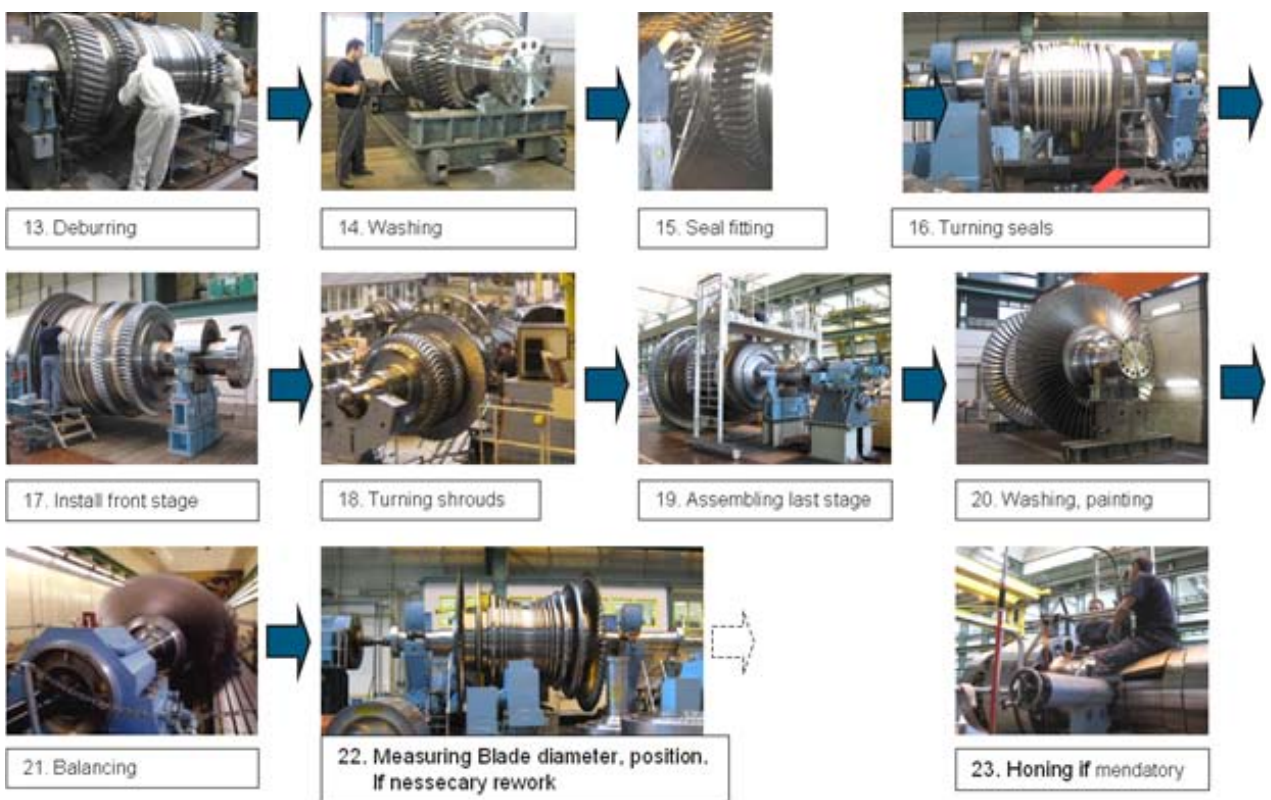 13. Deburring
14. Washing
15. Seal fitting
16. Turning seals
17. Install front stage
18. Turning shrouds
19. Assembling last stage
20. Washing, painting
21. Balancing
22. Measuring Blade diameter, position.
If nessecary rework
23. Honing if mendatory